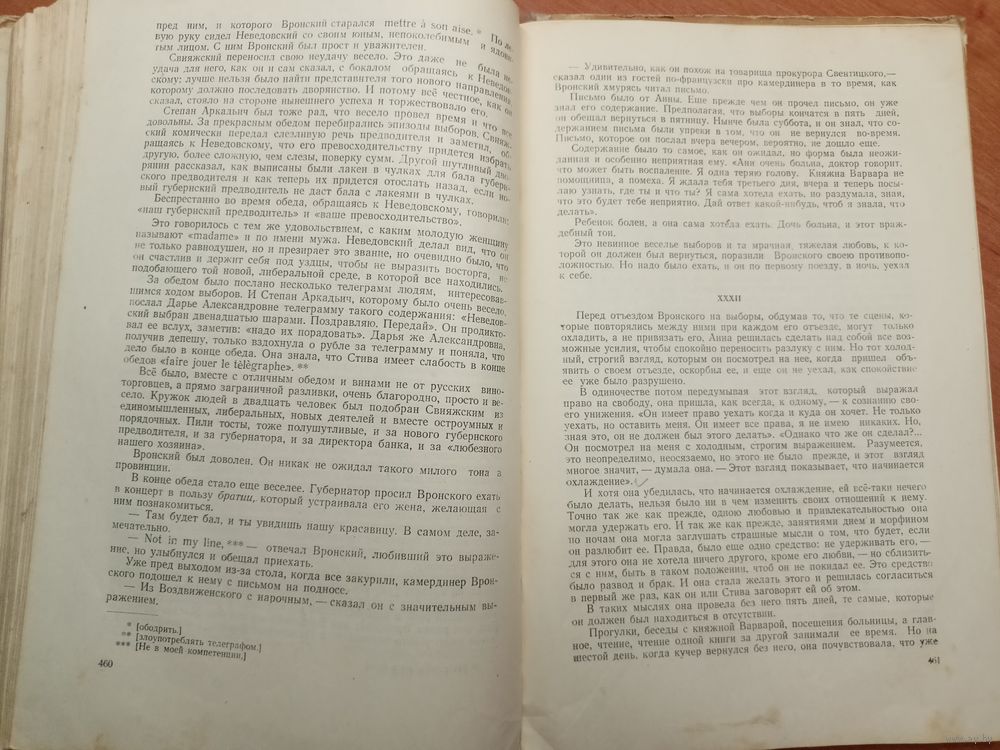 пред ним, и которого Вронский старался mettre à son aise. * По ле-
вую руку сидел Неведовский со своим юным, непоколебимым и ядови-
тым лицом. С ним Вронский был прост и уважителен.
Свияжский переносил свою неудачу весело. Это даже не была не-
удача для него, как он и сам сказал, с бокалом обращаясь к Неведов-
скому: лучше нельзя было найти представителя того нового направления,
которому должно последовать дворянство. И потому всё честное, как он
сказал, стояло на стороне нынешнего успеха и торжествовало его.
Степан Аркадьич был тоже рад, что весело провел время и что все
довольны. За прекрасным обедом перебирались эпизоды выборов. Свияж-
ский комически передал слезливую речь предводителя и заметил, об-
ращаясь к Неведовскому, что его превосходительству придется избрать
другую, более сложную, чем слезы, поверку сумм. Другой шутливый дво-
рянин рассказал, как выписаны были лакеи в чулках для бала губерн-
ского предводителя и как теперь их придется отослать назад, если но-
вый губернский предводитель не даст бала с лакеями в чулках.
Беспрестанно во время обеда, обращаясь к Неведовскому, говорили:
«наш губернский предводитель» и «ваше превосходительство».
Это говорилось с тем же удовольствием, с каким молодую женщину
называют «madame» и по имени мужа. Неведовский делал вид, что он
не только равнодушен, но и презирает это звание, но очевидно было, что
он счастлив и держит себя под уздцы, чтобы не выразить восторга, не
подобающего той новой, либеральной среде, в которой все находились.
За обедом было послано несколько телеграмм людям, интересовав-
шимся ходом выборов. И Степан Аркадьич, которому было очень весело,
послал Дарье Александровне телеграмму такого содержания: «Неведов-
ский выбран двенадцатью шарами. Поздравляю. Передай». Он продикто-
вал ее вслух, заметив: «надо их порадовать». Дарья же Александровна,
получив депешу, только вздохнула о рубле за телеграмму и поняла, что
дело было в конце обеда. Она знала, что Стива имеет слабость в конце
обедов «faire jouer le télégraphe». **
Всё было, вместе с отличным обедом и винами не от русских вино-
торговцев, а прямо заграничной разливки, очень благородно, просто и ве-
село. Кружок людей в двадцать человек был подобран Свияжским из
единомышленных, либеральных, новых деятелей и вместе остроумных и
порядочных. Пили тосты, тоже полушутливые, и за нового губернского
предводителя, и за губернатора, и за директора банка, и за «любезного
нашего хозяина».
Вронский был доволен. Он никак не ожидал такого милого тона в
провинции.
В конце обеда стало еще веселее. Губернатор просил Вронского ехать
в концерт в пользу братии, который устраивала его жена, желающая с
ним познакомиться.
— Там будет бал, и ты увидишь нашу красавицу. В самом деле, за-
мечательно.
— Not in my line, *** — отвечал Вронский, любивший это выраже-
ние, но улыбнулся и обещал приехать.
Уже пред выходом из-за стола, когда все закурили, камердинер Врон-
ского подошел к нему с письмом на подносе.
— Из Воздвиженского с нарочным, — сказал он с значительным вы-
ражением.
* [ободрить.]
** [злоупотреблять телеграфом.]
*** [Не в моей компетенции.]
460
— Удивительно, как он похож на товарища прокурора Свентицкого,—
сказал один из гостей по-французски про камердинера в то время, как
Вронский хмурясь читал письмо.
Письмо было от Анны. Еще врежде чем он прочел письмо, он уже
знал его содержание. Предполагая, что выборы кончатся в пять дней,
он обещал вернуться в пятницу. Нынче была суббота, и он знал, что со-
держанием письма были упреки в том, что он не вернулся во-время.
Письмо, которое он послал вчера вечером, вероятно, не дошло еще.
Содержание было то самое, как он ожидал, но форма была неожи-
данная и особенно неприятная ему. «Ани очень больна, доктор говорит,
что может быть воспаление. Я одна теряю голову. Княжна Варвара не
помощница, а помеха. Я ждала тебя третьего дня, вчера и теперь посы-
лаю узнать, где ты и что ты? Я сама хотела ехать, но раздумала, зная,
что это будет тебе неприятно. Дай ответ какой-нибудь, чтоб я знала, что
делать».
Ребенок болен, а она сама хотела ехать. Дочь больна, и этот враж-
дебный тон.
Это невинное веселье выборов и та мрачная, тяжелая любовь, к ко-
торой он должен был вернуться, поразили Вронского своею противопо-
ложностью. Но надо было ехать, и он по первому поезду, в ночь, уехал
к себе.
XXXII
Перед отъездом Вронского на выборы, обдумав то, что те сцены, ко-
торые повторялись между ними при каждом его отъезде, могут только
охладить, а не привязать его, Анна решилась сделать над собой все воз-
можные усилия, чтобы спокойно переносить разлуку с ним. Но тот холод-
ный, строгий взгляд, которым он посмотрел на нее, когда пришел объ-
явить о своем отъезде, оскорбил ее, и еще он не уехал, как спокойствие
ее уже было разрушено.
В одиночестве потом передумывая этот взгляд, который выражал
право на свободу, она пришла, как всегда, к одному, — к сознанию сво-
его унижения. «Он имеет право уехать когда и куда он хочет. Не только
уехать, но оставить меня. Он имеет все права, я не имею никаких. Но,
зная это, он не должен был этого делать». «Однако что же он сделал?...
Он посмотрел на меня с холодным, строгим выражением. Разумеется,
это неопределимо, неосязаемо, но этого не было прежде, и этот взгляд
многое значит, — думала она. — Этот взгляд показывает, что начинается
охлаждение».
И хотя она убедилась, что начинается охлаждение, ей всё-таки нечего
было делать, нельзя было ни в чем изменить своих отношений к нему.
Точно так же как прежде, одною любовью и привлекательностью она
могла удержать его. И так же как прежде, занятиями днем и морфином
по ночам она могла заглушать страшные мысли о том, что будет, если
он разлюбит ее. Правда, было еще одно средство: не удерживать его, —
для этого она не хотела ничего другого, кроме его любви, — но сблизить-
ся с ним, быть в таком положении, чтоб он не покидал ее. Это средство
было развод и брак. И она стала желать этого и решилась согласиться
в первый же раз, как он или Стива заговорят ей об этом.
В таких мыслях она провела без него пять дней, те самые, которые
он должен был находиться в отсутствии.
Прогулки, беседы с княжной Варварой, посещения больницы, а глав-
ное, чтение, чтение одной книги за другой занимали ее время. Но на
шестой день, когда кучер вернулся без него, она почувствовала, что уже
461
www.ay.by